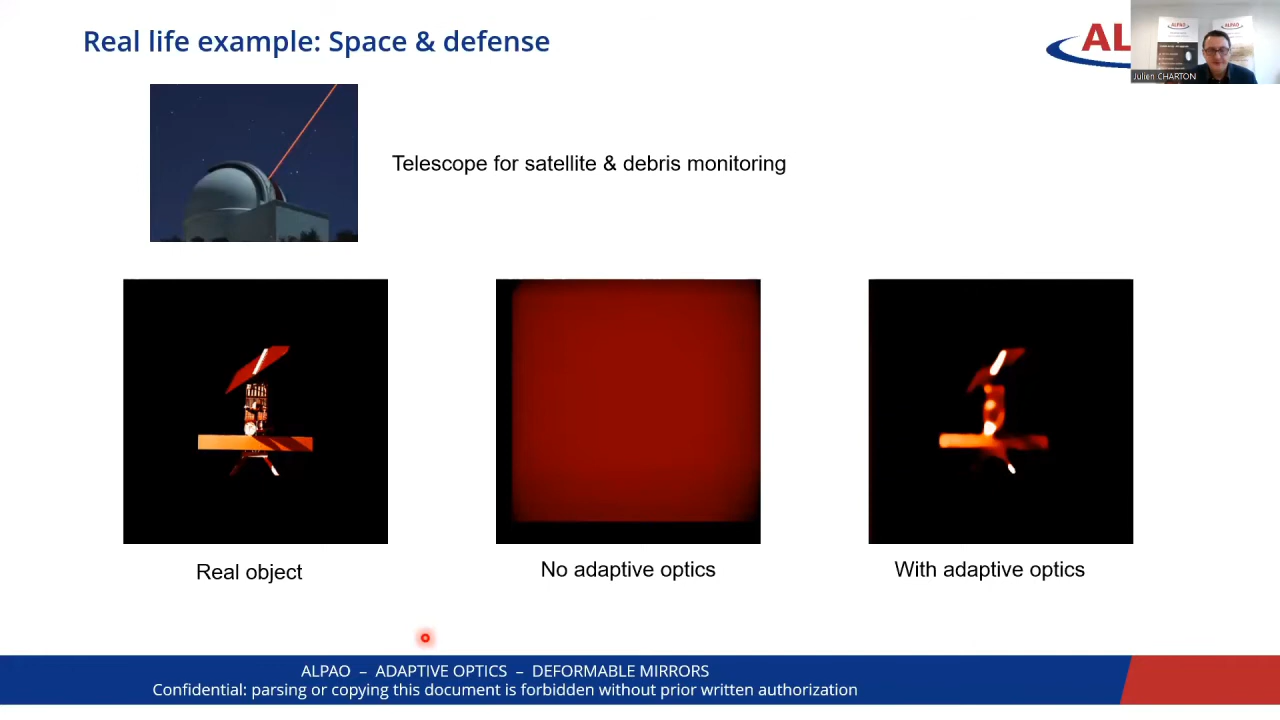 Real life example: Space & defense
AL
ALPAO
ALPAO
Julien CHARTON
Telescope for satellite & debris monitoring
Real object
No adaptive optics
With adaptive optics
ALPAO – ADAPTIVE OPTICS – DEFORMABLE MIRRORS
Confidential: parsing or copying this document is forbidden without prior written authorization